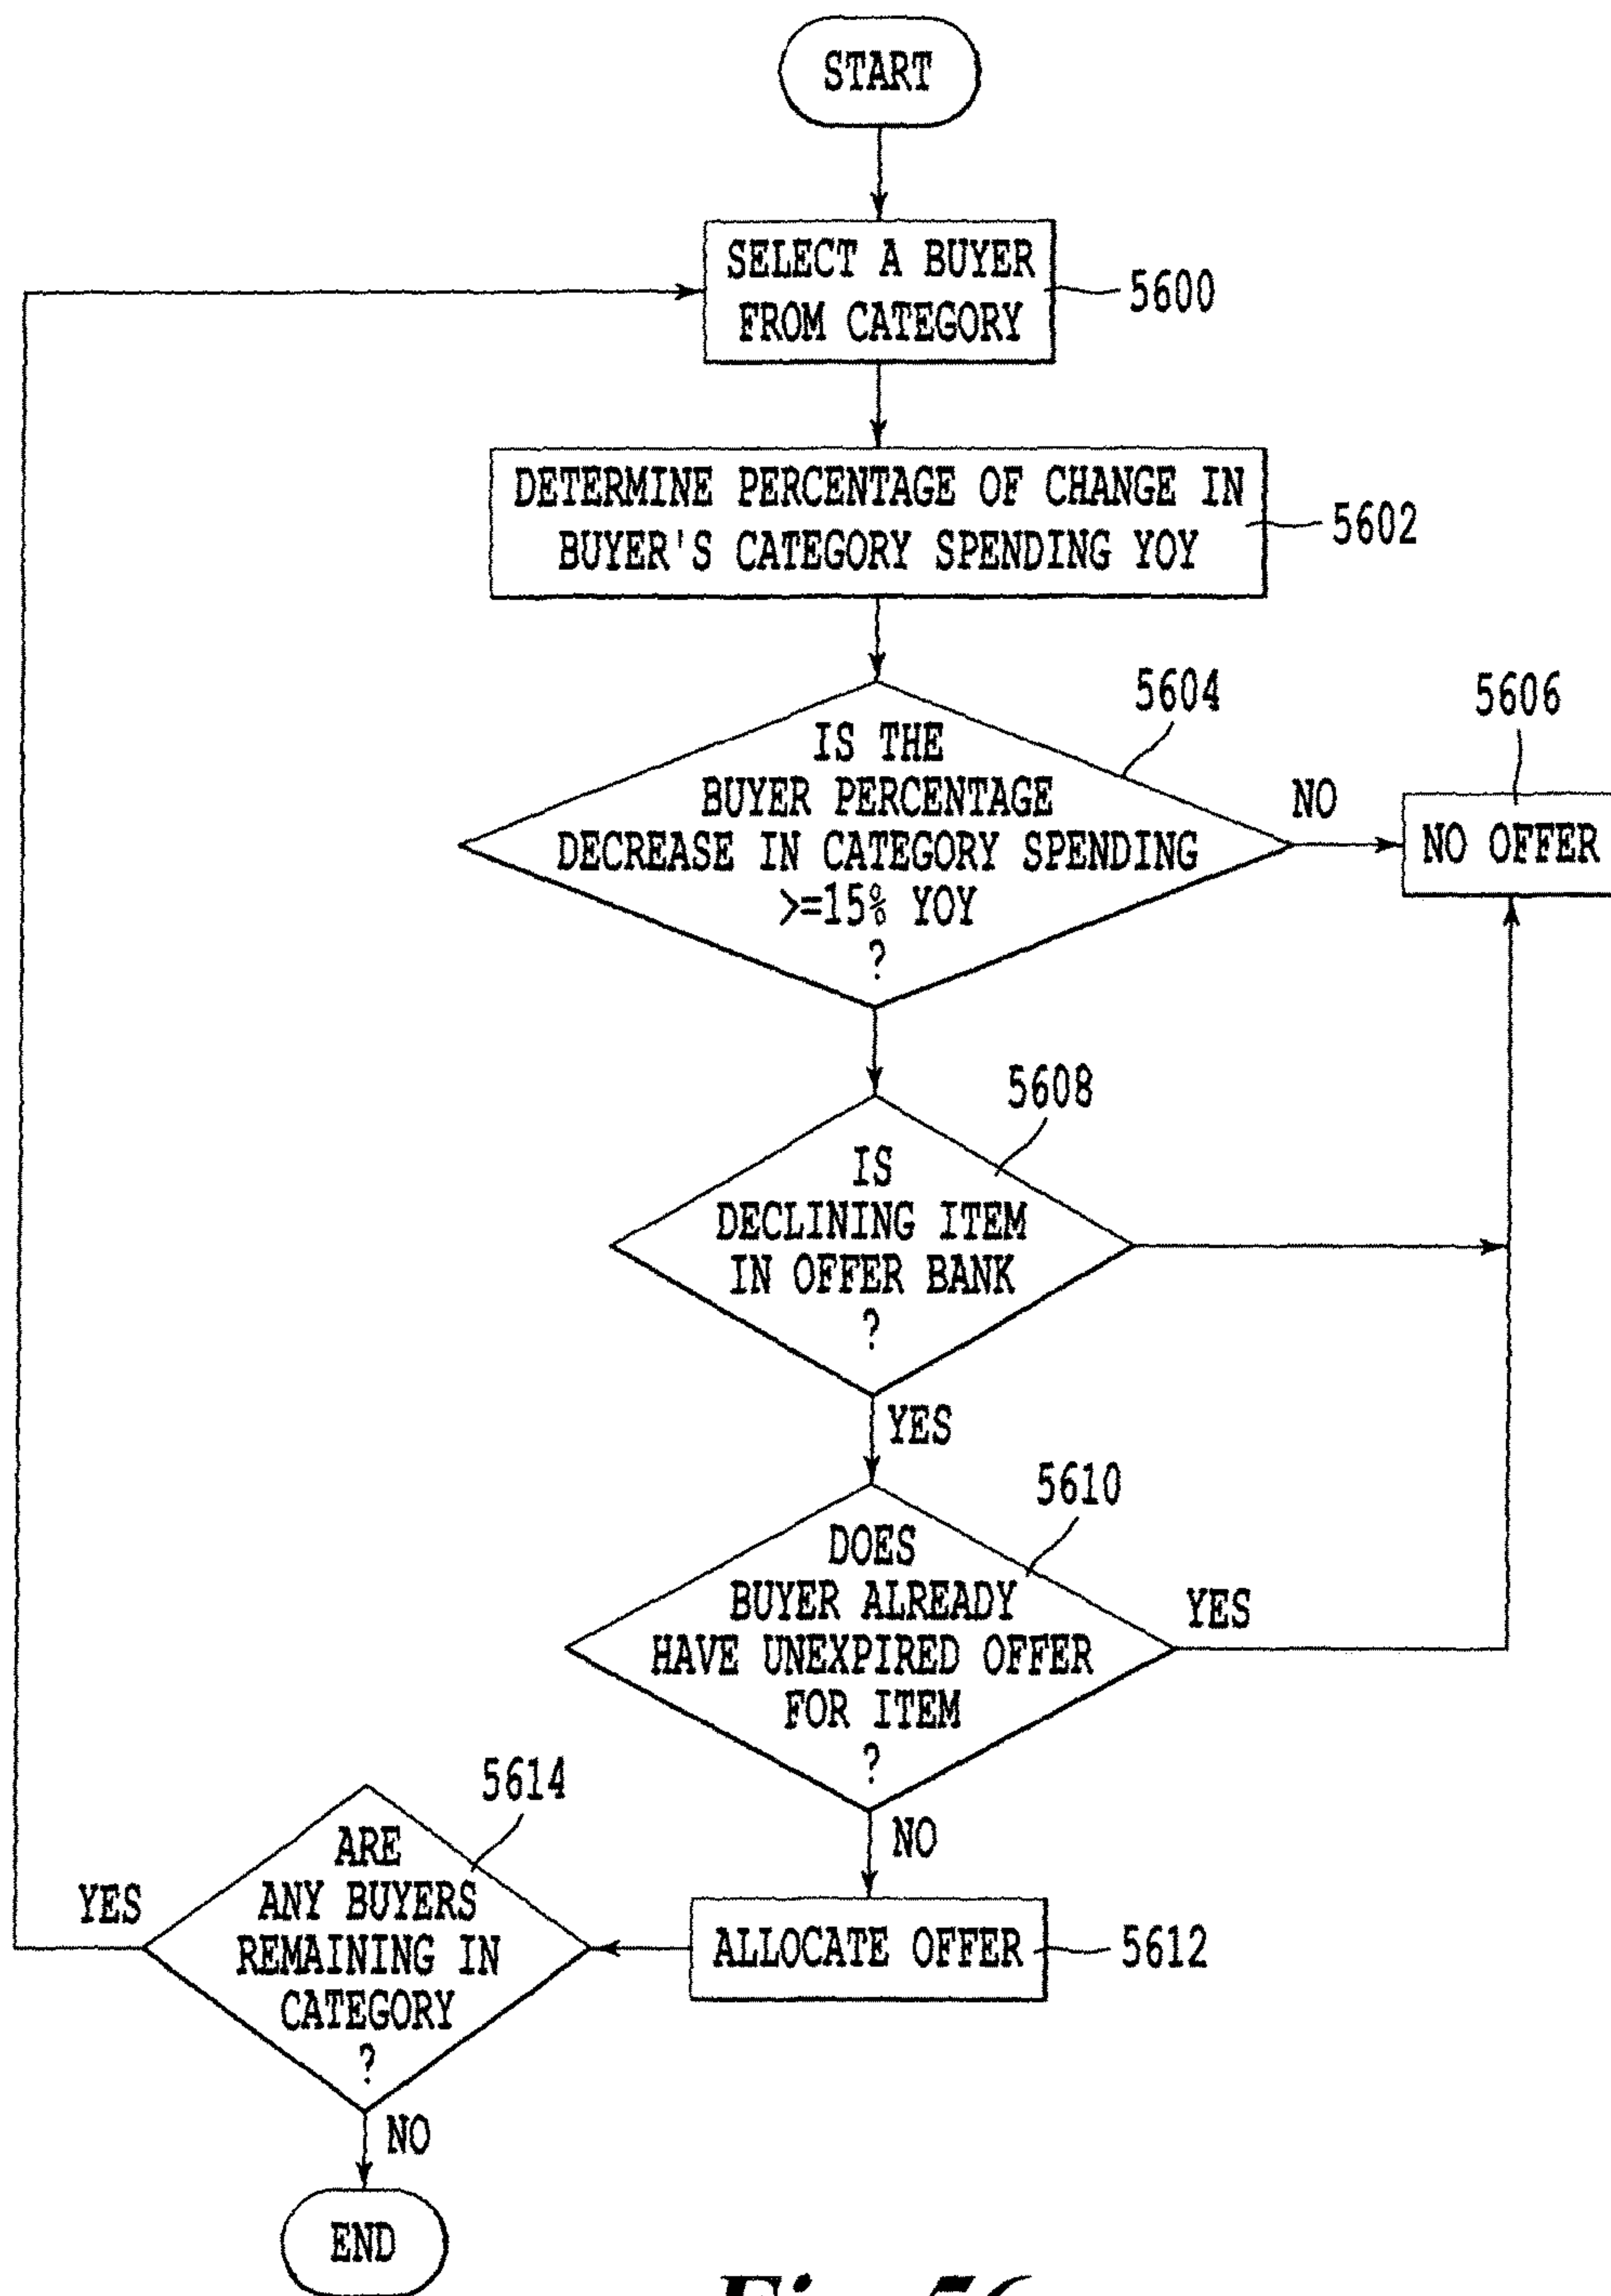 START
SELECT A BUYER
FROM CATEGORY
5600
DETERMINE PERCENTAGE OF CHANGE IN
BUYER'S CATEGORY SPENDING YOY
5602
IS THE
BUYER PERCENTAGE
DECREASE IN CATEGORY SPENDING
>=15% YOY
?
5604
NO
5606
NO OFFER
5608
IS
DECLINING ITEM
IN OFFER BANK
?
YES
5610
DOES
BUYER ALREADY
HAVE UNEXPIRED OFFER
FOR ITEM
?
YES
NO
ALLOCATE OFFER
5612
5614
ARE
ANY BUYERS
REMAINING IN
CATEGORY
?
YES
NO
END